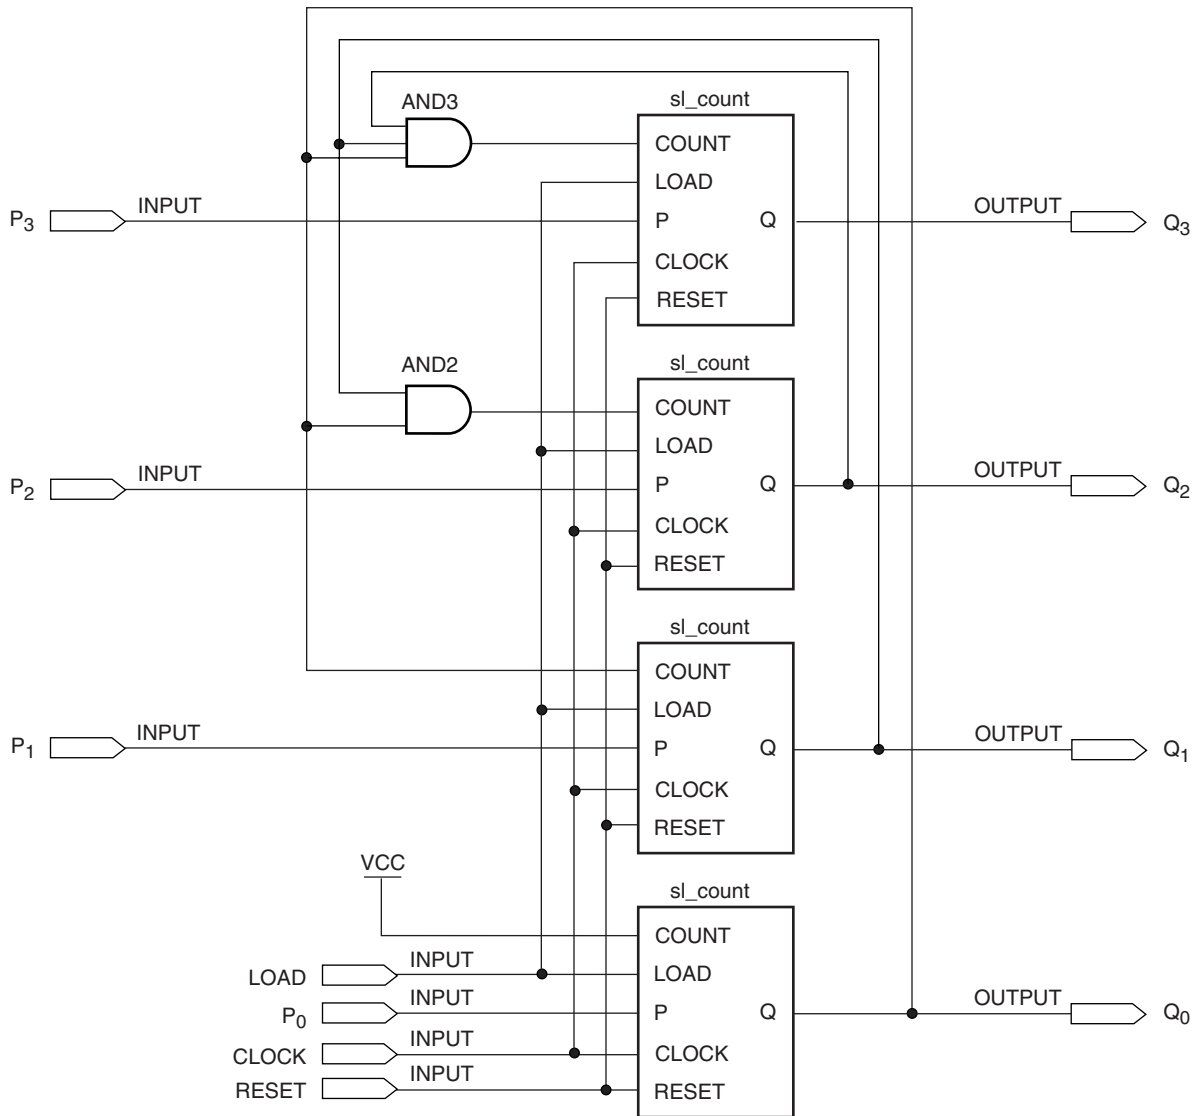 AND3
sl_count
COUNT
LOAD
P3 INPUT P Q OUTPUT Q3
CLOCK
RESET
AND2
sl_count
COUNT
LOAD
P2 INPUT P Q OUTPUT Q2
CLOCK
RESET
sl_count
COUNT
LOAD
P1 INPUT P Q OUTPUT Q1
CLOCK
RESET
VCC
sl_count
COUNT
LOAD INPUT LOAD
P0 INPUT P Q OUTPUT Q0
CLOCK INPUT CLOCK
RESET INPUT RESET